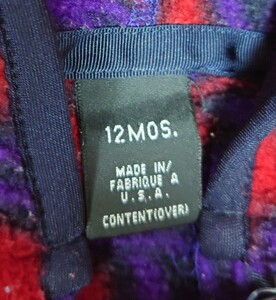 12MOS.
MADE IN/
FABRIQUE A
U.S.A.
CONTENT(OVER)